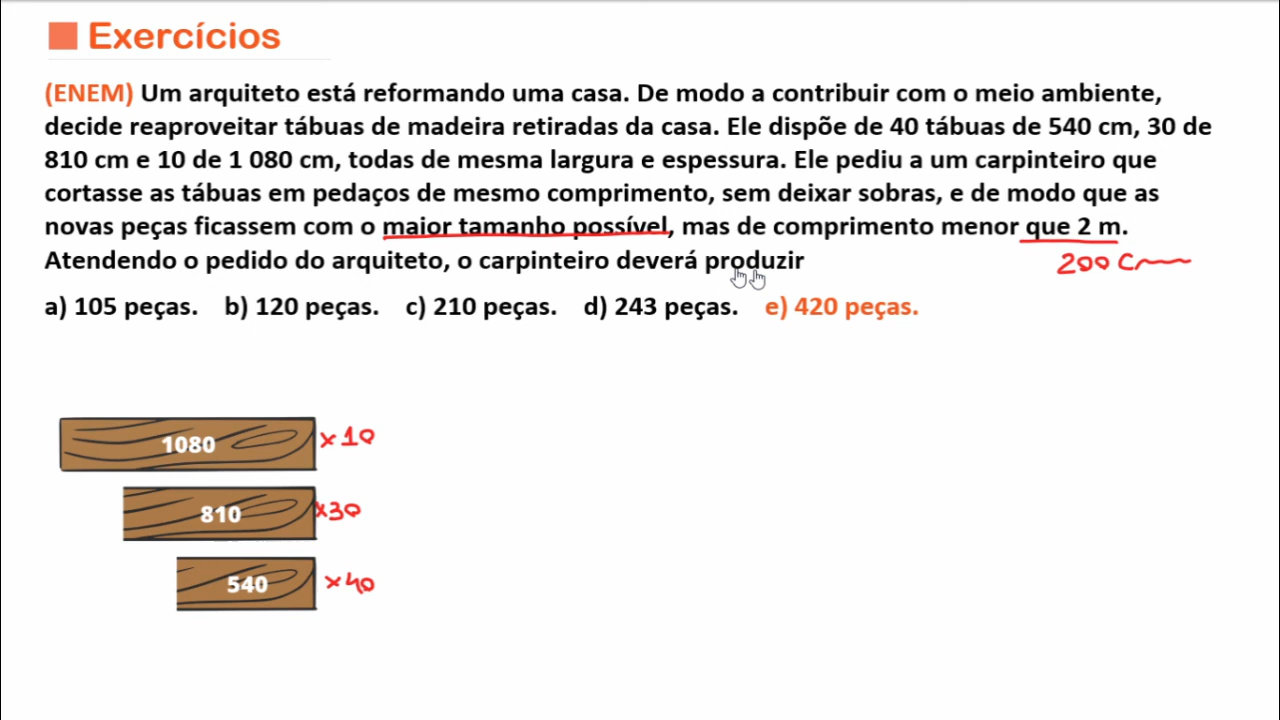 Exercícios
(ENEM) Um arquiteto está reformando uma casa. De modo a contribuir com o meio ambiente,
decide reaproveitar tábuas de madeira retiradas da casa. Ele dispõe de 40 tábuas de 540 cm, 30 de
810 cm e 10 de 1 080 cm, todas de mesma largura e espessura. Ele pediu a um carpinteiro que
cortasse as tábuas em pedaços de mesmo comprimento, sem deixar sobras, e de modo que as
novas peças ficassem com o maior tamanho possível, mas de comprimento menor que 2 m.
Atendendo o pedido do arquiteto, o carpinteiro deverá produzir
200 cm
a) 105 peças. b) 120 peças. c) 210 peças. d) 243 peças. e) 420 peças.
1080 x10
810 x30
540 x40